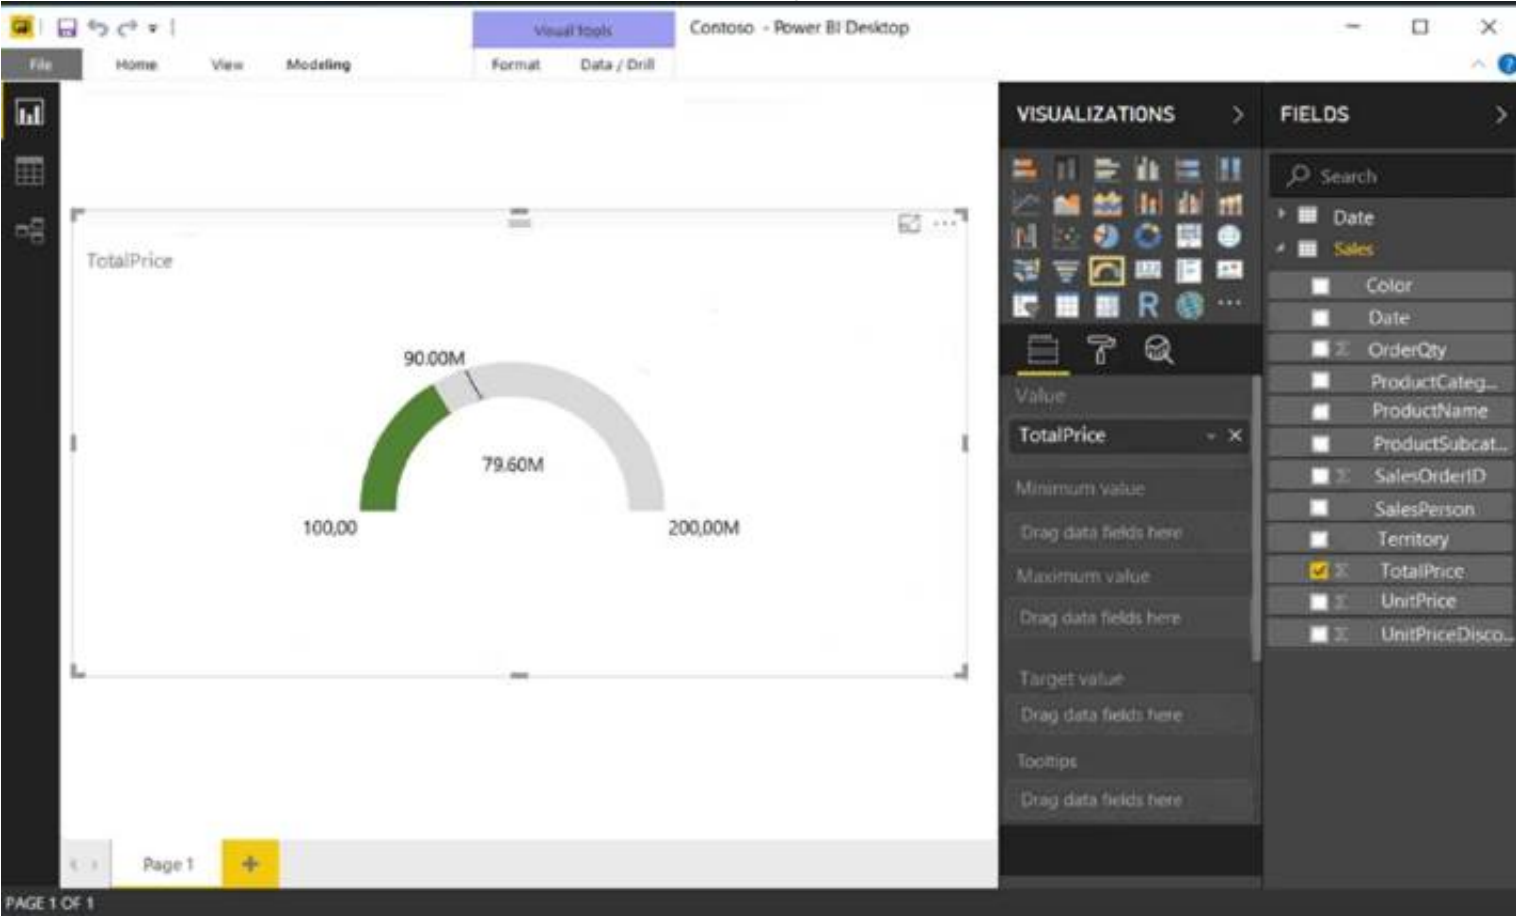 Visual Tools
Contoso - Power BI Desktop
File
Home
View
Modeling
Format
Data / Drill
?
VISUALIZATIONS
FIELDS
Search
Date
Sales
Color
Date
Σ OrderQty
ProductCateg...
ProductName
ProductSubcat...
Σ SalesOrderID
SalesPerson
Territory
Σ TotalPrice
Σ UnitPrice
Σ UnitPriceDisco...
R
Value
TotalPrice
Minimum value
Drag data fields here
Maximum value
Drag data fields here
Target value
Drag data fields here
Tooltips
Drag data fields here
TotalPrice
90.00M
79.60M
100,00
200,00M
Page 1
+
PAGE 1 OF 1